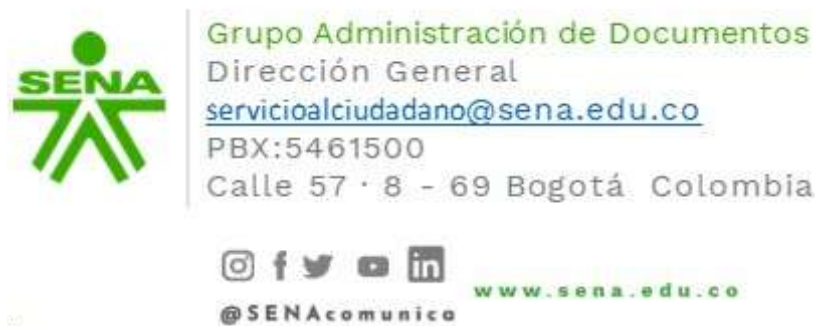 SENA
Grupo Administración de Documentos
Dirección General
servicioalciudadano@sena.edu.co
PBX:5461500
Calle 57 · 8 - 69 Bogotá Colombia
@SENAcomunica
www.sena.edu.co